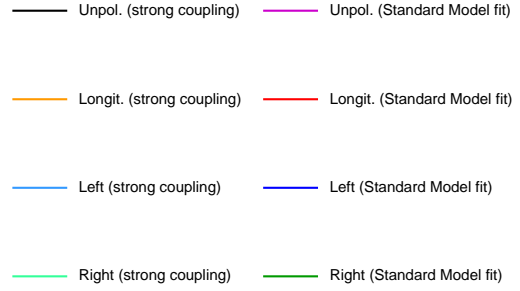 Unpol. (strong coupling) Unpol. (Standard Model fit)
Longit. (strong coupling) Longit. (Standard Model fit)
Left (strong coupling) Left (Standard Model fit)
Right (strong coupling) Right (Standard Model fit)